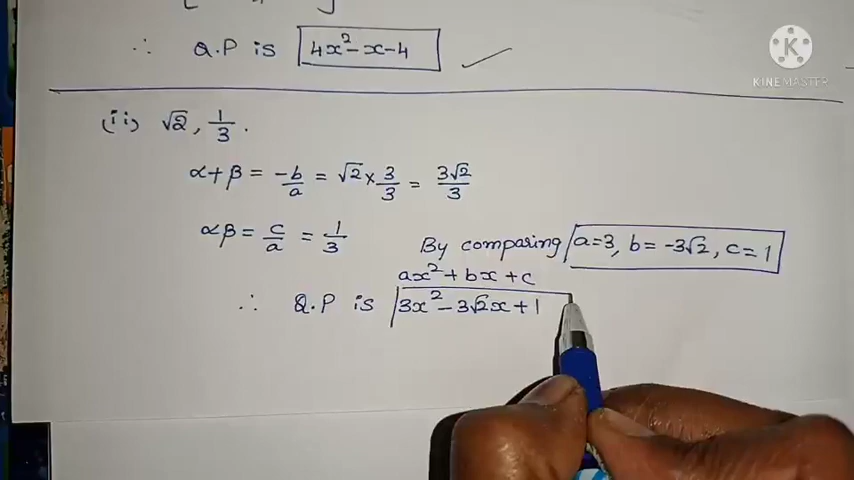 ∴ Q.P is 4x²-x-4
K
KINEMASTER
(ii) √2, 1/3.
α+β = -b/a = √2 × 3/3 = 3√2/3
αβ = c/a = 1/3
By comparing a=3, b= -3√2, c=1
ax²+bx+c
∴ Q.P is 3x²-3√2x+1